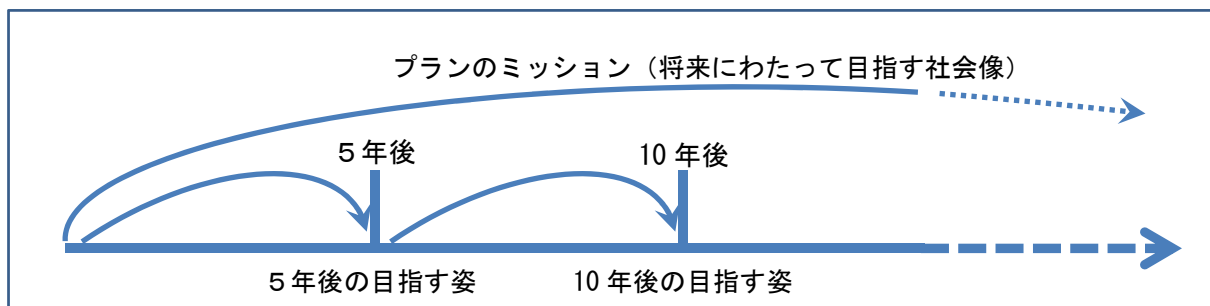 プランのミッション（将来にわたって目指す社会像）
５年後
10 年後
５年後の目指す姿
10 年後の目指す姿